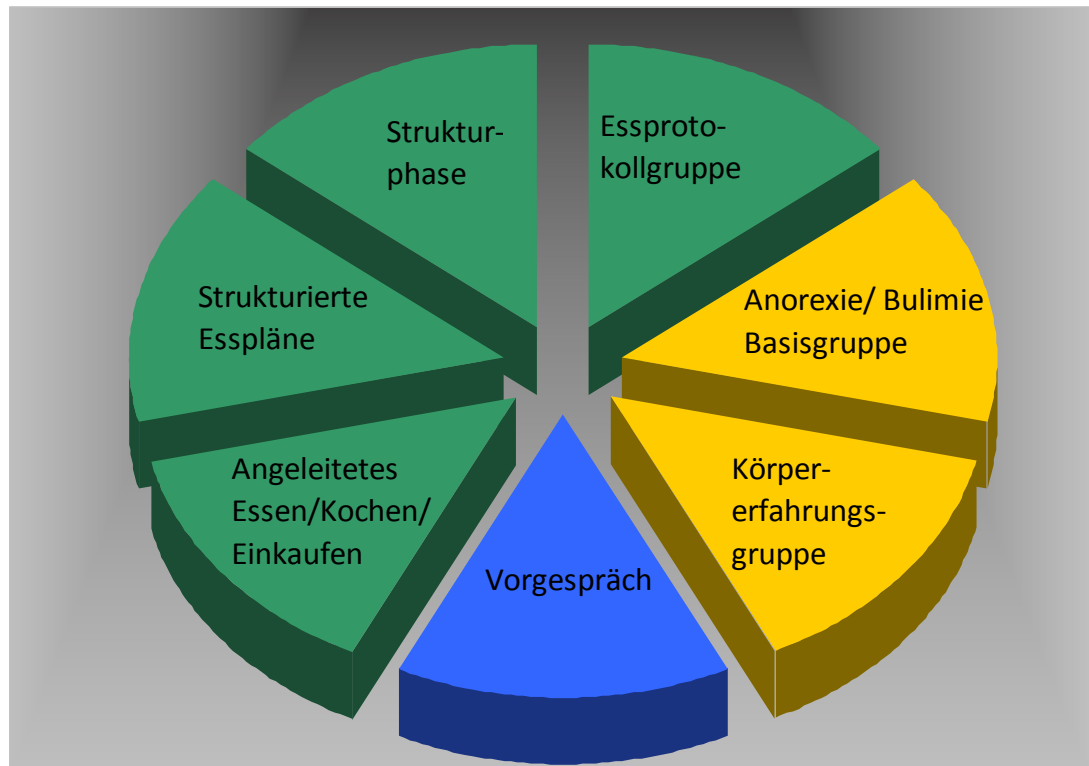 Struktur-
phase
Essproto-
kollgruppe
Strukturierte
Esspläne
Anorexie/ Bulimie
Basisgruppe
Angeleitetes
Essen/Kochen/
Einkaufen
Körper-
erfahrungs-
gruppe
Vorgespräch